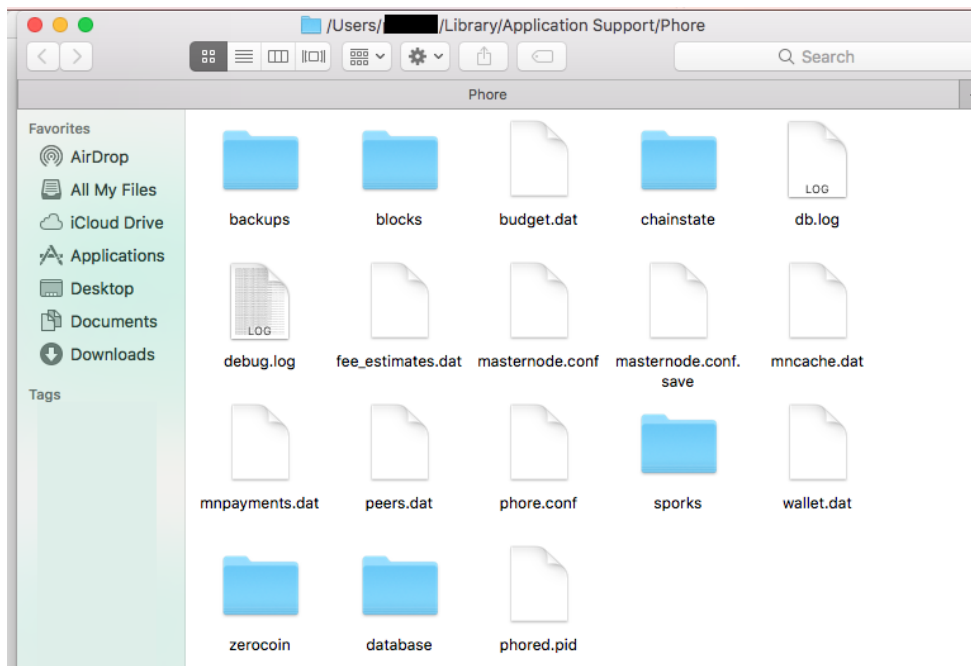 /Users/ /Library/Application Support/Phore
Search
Phore
Favorites
AirDrop
All My Files
iCloud Drive
Applications
Desktop
Documents
Downloads
Tags
backups
blocks
budget.dat
chainstate
LOG
db.log
LOG
debug.log
fee_estimates.dat
masternode.conf
masternode.conf.
save
mncache.dat
mnpayments.dat
peers.dat
phore.conf
sporks
wallet.dat
zerocoin
database
phored.pid